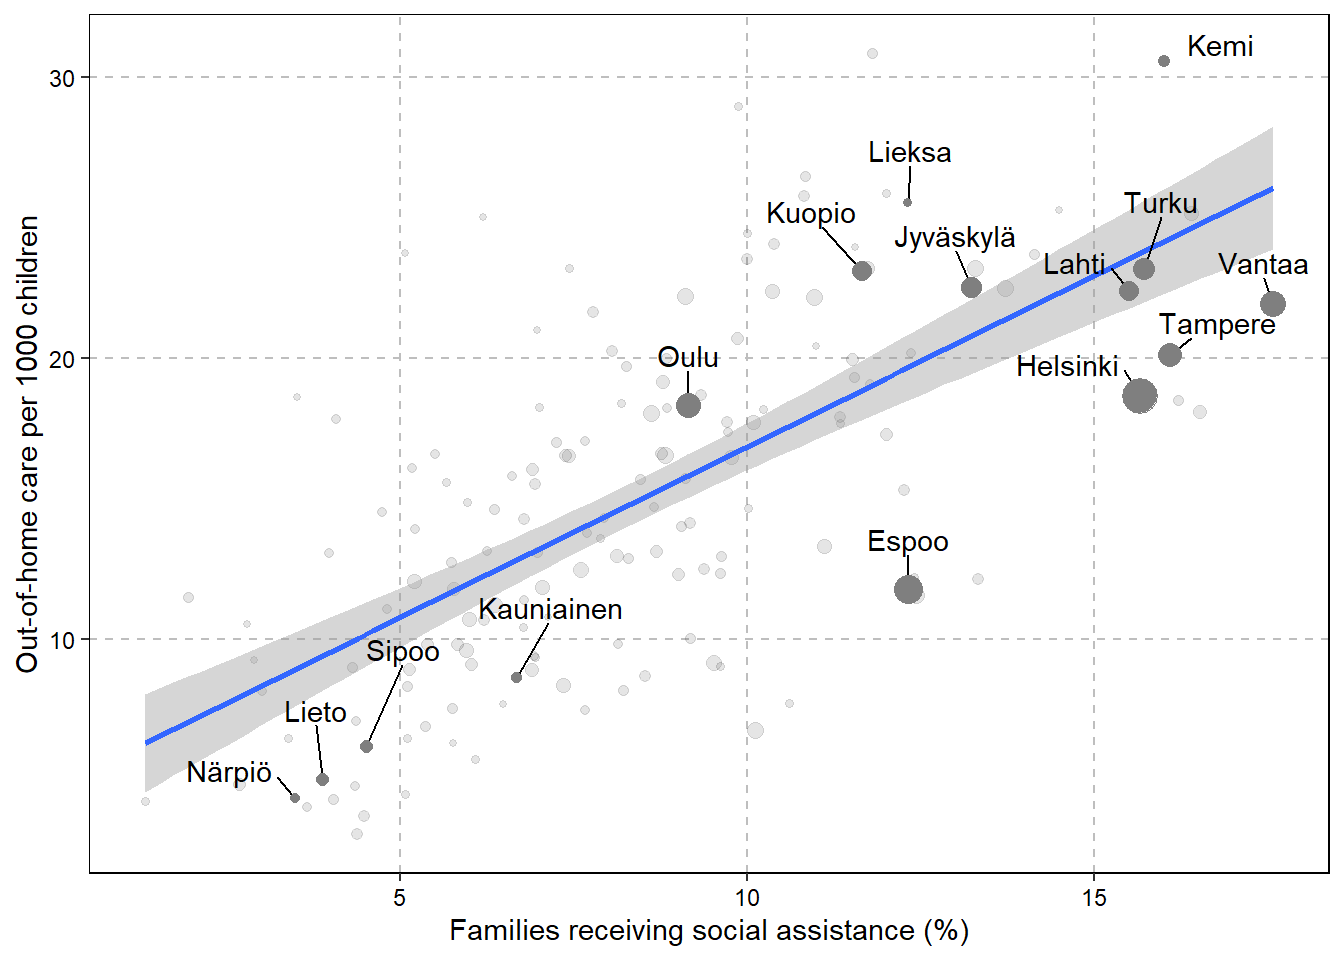 Kemi
Lieksa
Kuopio
Turku
Jyväskylä
Lahti
Vantaa
Tampere
Oulu
Helsinki
Espoo
Kauniainen
Sipoo
Lieto
Närpiö
30
20
10
Out-of-home care per 1000 children
5
10
15
Families receiving social assistance (%)